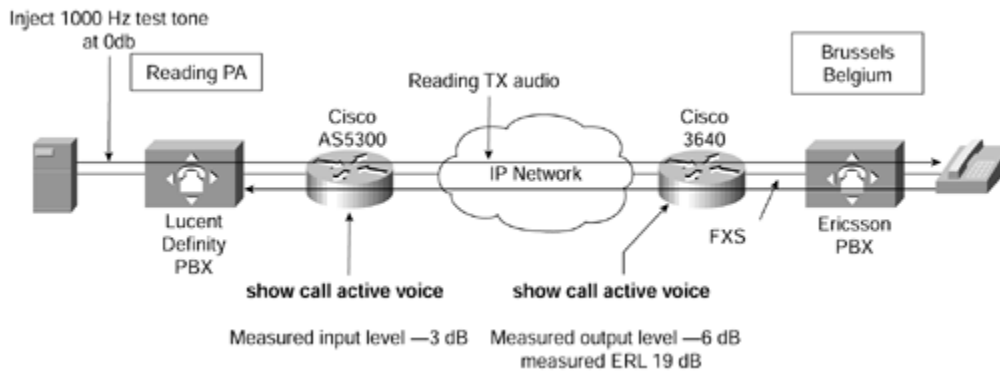 Inject 1000 Hz test tone
at 0db
Reading PA
Reading TX audio
Brussels
Belgium
Cisco
AS5300
Cisco
3640
IP Network
Lucent
Definity
PBX
FXS
Ericsson
PBX
show call active voice
show call active voice
Measured input level —3 dB
Measured output level —6 dB
measured ERL 19 dB